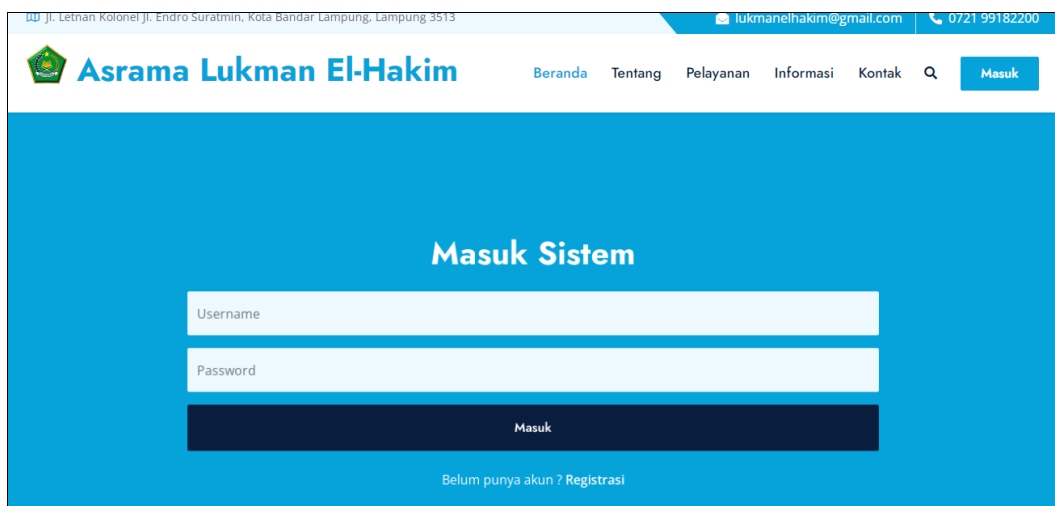 Jl. Letnan Kolonel Jl. Endro Suratmin, Kota Bandar Lampung, Lampung 3513
lukmanelhakim@gmail.com
0721 99182200
Asrama Lukman El-Hakim
Beranda Tentang Pelayanan Informasi Kontak Masuk
Masuk Sistem
Username
Password
Masuk
Belum punya akun ? Registrasi